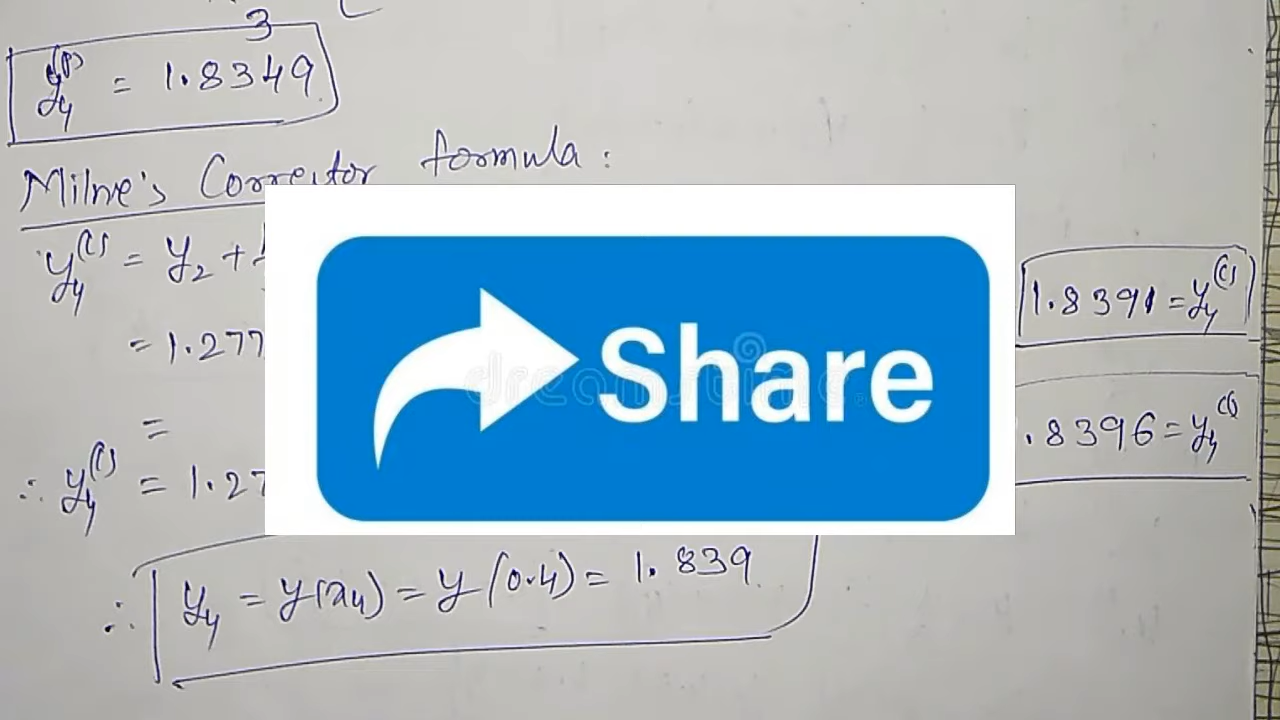 3
y₄⁽ᵖ⁾ = 1.8349
Milne's Corrector formula :
y₄⁽ᶜ⁾ = y₂ +
1.8391 = y₄⁽ᶜ⁾
= 1.277
Share
=
.8396 = y₄⁽ᶜ⁾
∴ y₄⁽ᶜ⁾ = 1.27
∴ y₄ = y(x₄) = y(0.4) = 1.839